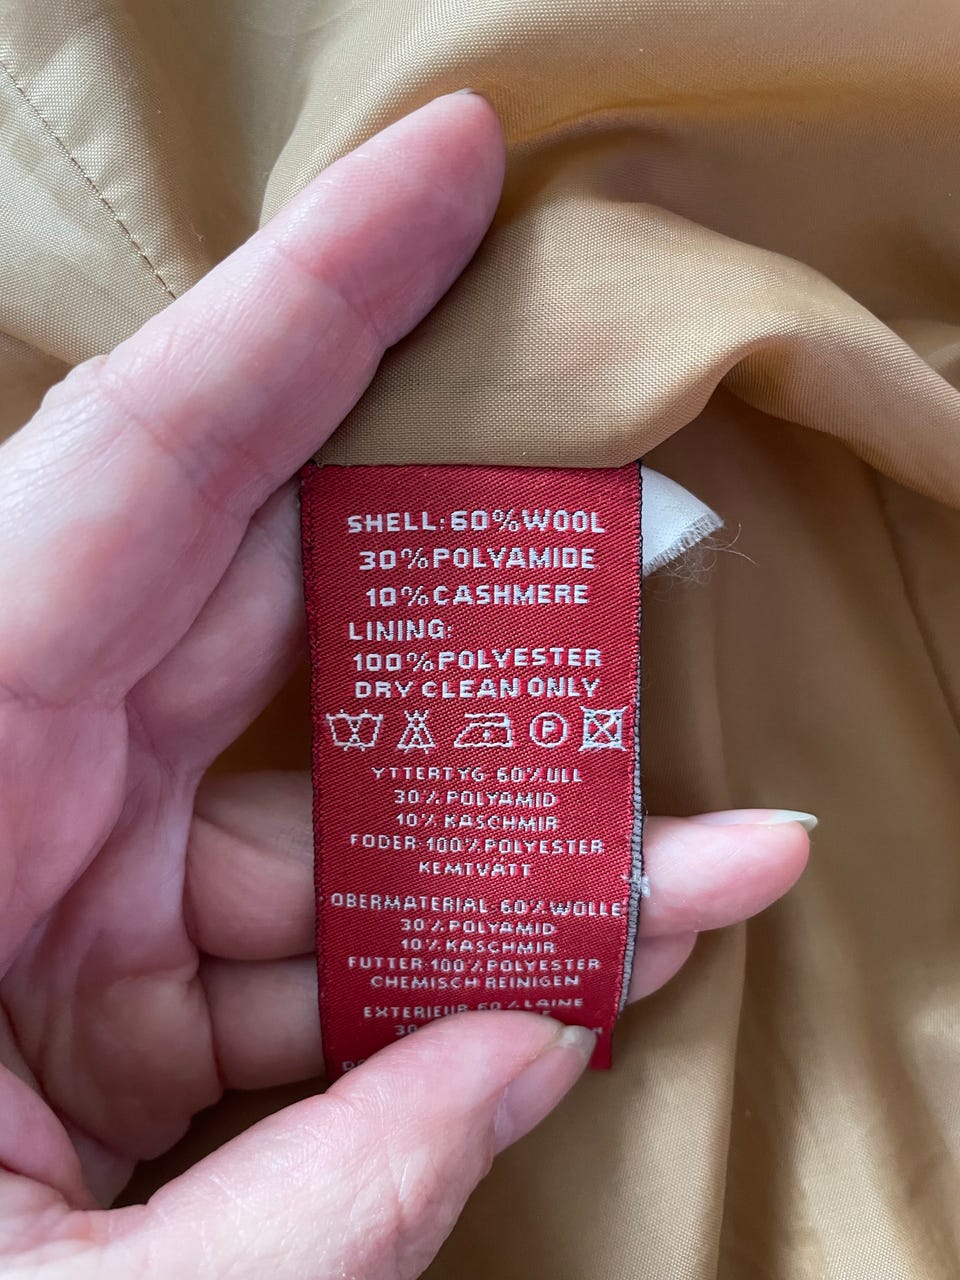 SHELL:60%WOOL
30%POLYAMIDE
10%CASHMERE
LINING:
100%POLYESTER
DRY CLEAN ONLY
P
YTTERTYG 60% ULL
30% POLYAMID
10% KASCHMIR
FODER 100% POLYESTER
KEMTVÄTT
OBERMATERIAL 60% WOLLE
30% POLYAMID
10% KASCHMIR
FUTTER 100% POLYESTER
CHEMISCH REINIGEN
EXTERIEUR 60% LAINE
30